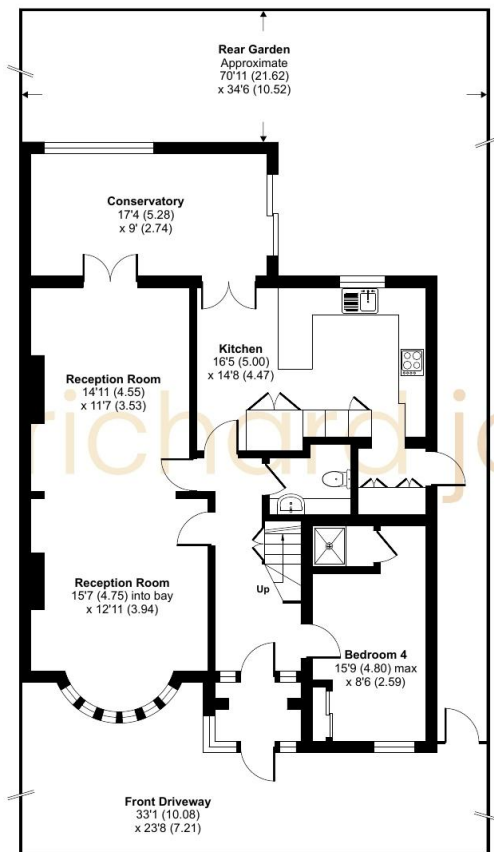 Rear Garden
Approximate
70'11 (21.62)
x 34'6 (10.52)
Conservatory
17'4 (5.28)
x 9' (2.74)
Kitchen
16'5 (5.00)
x 14'8 (4.47)
Reception Room
14'11 (4.55)
x 11'7 (3.53)
richard ja
Reception Room
15'7 (4.75) into bay
x 12'11 (3.94)
Up
Bedroom 4
15'9 (4.80) max
x 8'6 (2.59)
Front Driveway
33'1 (10.08)
x 23'8 (7.21)